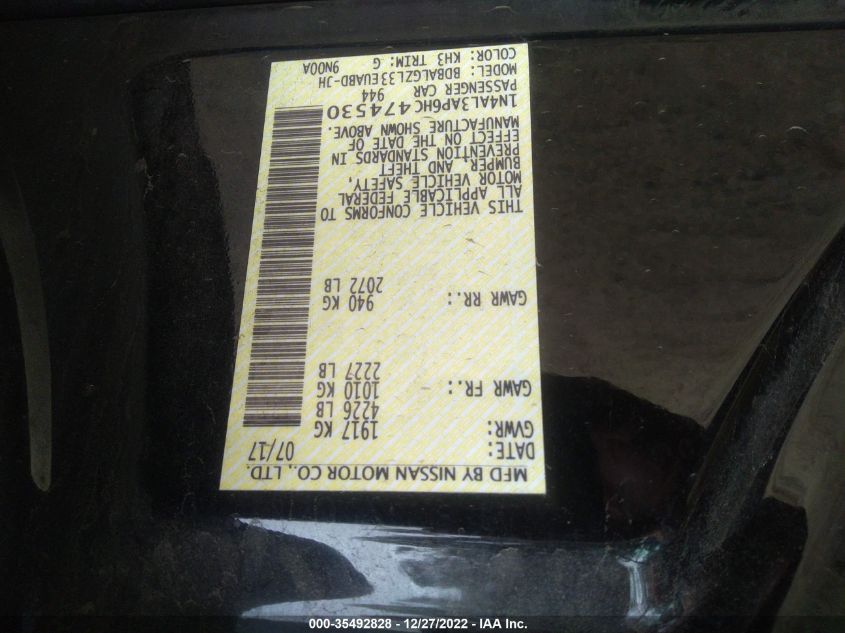 MFD BY NISSAN MOTOR CO., LTD.
DATE: 07/17
GVWR: 1917 KG
4226 LB
GAWR FR.: 1010 KG
2227 LB
GAWR RR.: 940 KG
2072 LB
THIS VEHICLE CONFORMS TO
ALL APPLICABLE FEDERAL
MOTOR VEHICLE SAFETY,
BUMPER AND THEFT
PREVENTION STANDARDS IN
EFFECT ON THE DATE OF
MANUFACTURE SHOWN ABOVE.
1N4AL3AP6HC474530
PASSENGER CAR 944
MODEL: BDBALGZL33EUABD-JH
COLOR: KH3 TRIM: G 9N00A
000-35492828 - 12/27/2022 - IAA Inc.